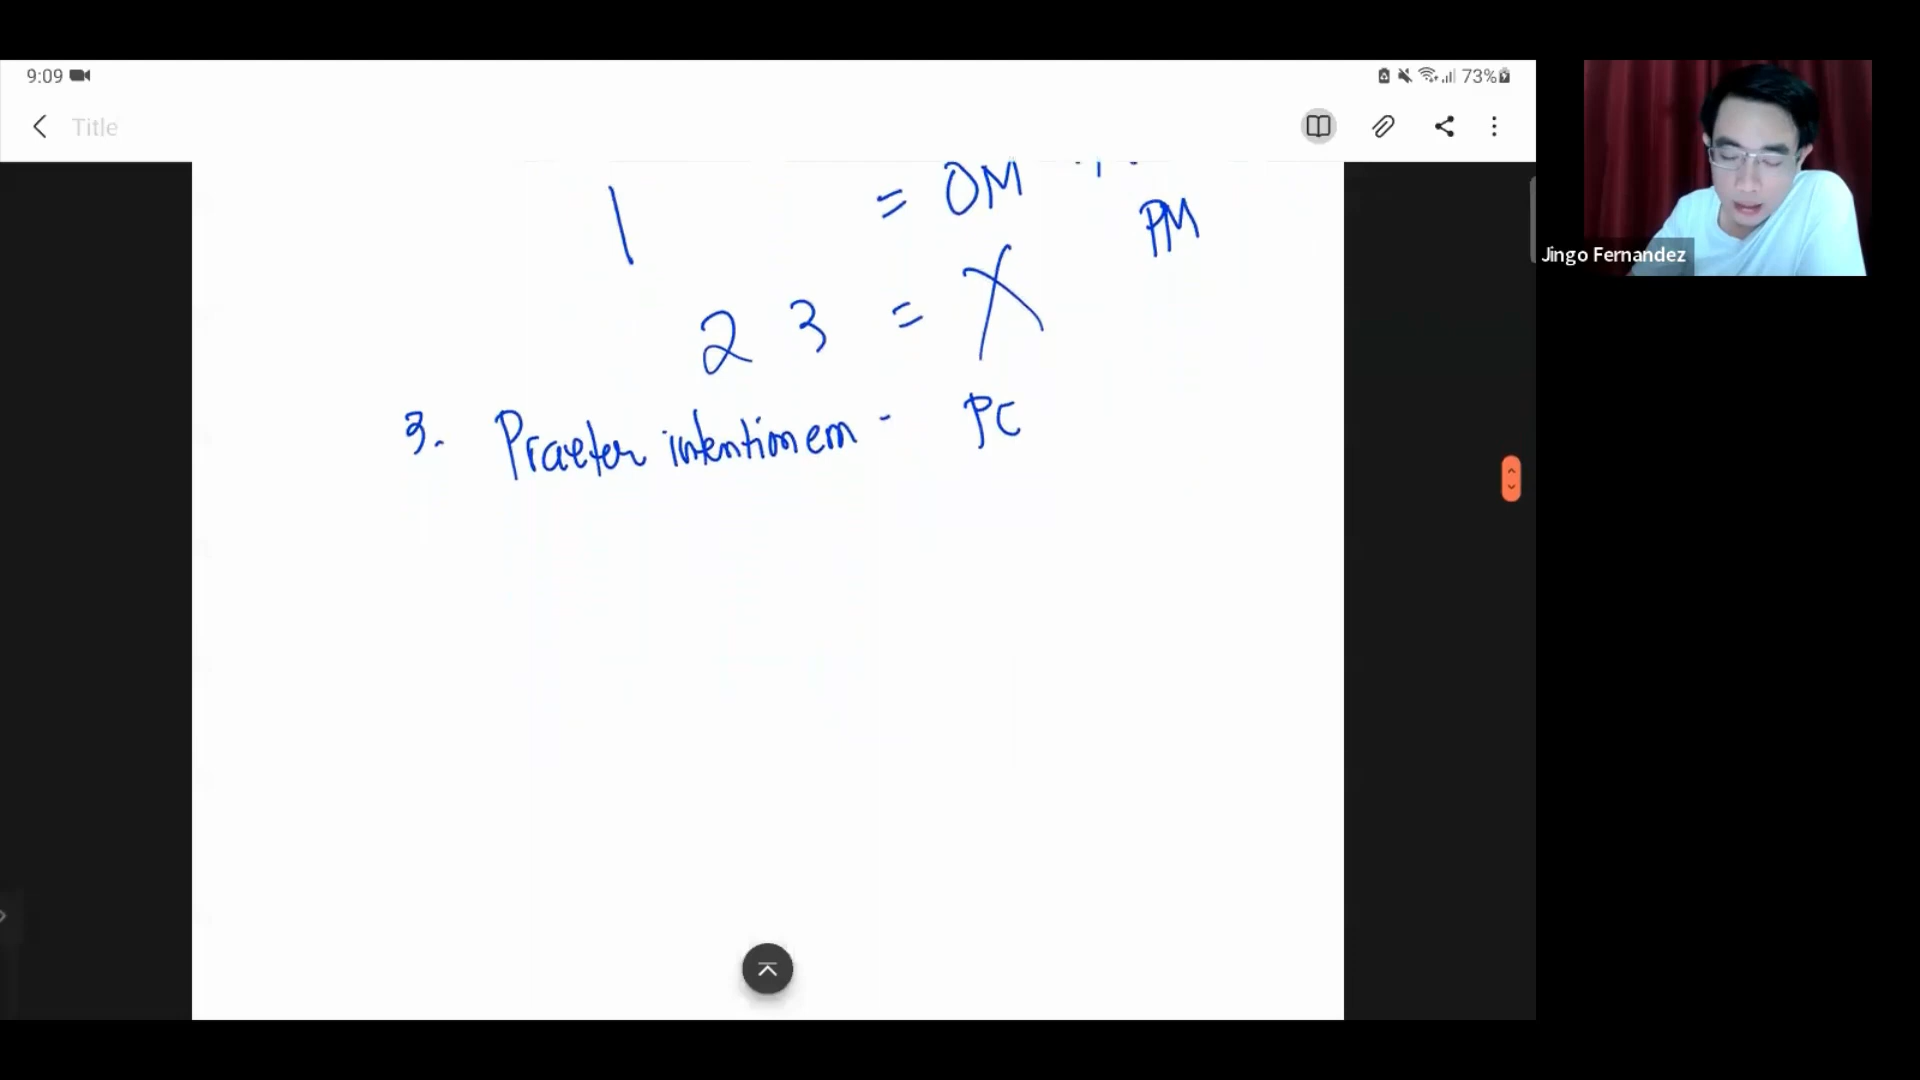 9:09 73%
Title
1 = OM
PM
2 3 = X
3. Praeter intentionem - PC
Jingo Fernandez